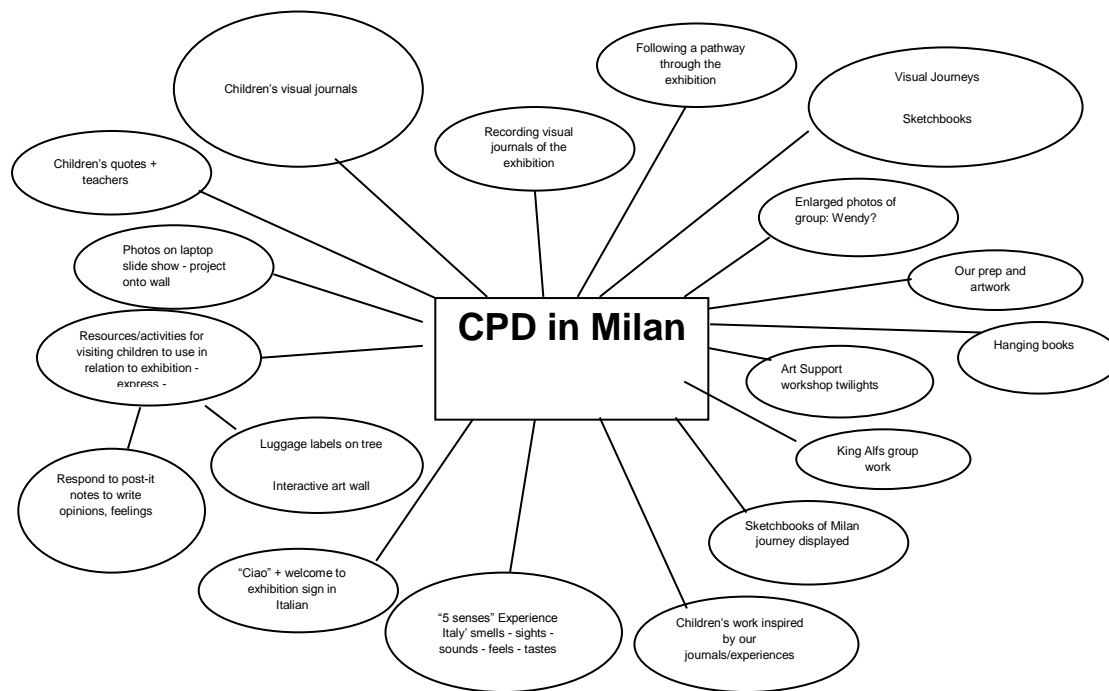 Children's visual journals
Following a pathway
through the
exhibition
Visual Journeys
Sketchbooks
Recording visual
journals of the
exhibition
Children's quotes +
teachers
Enlarged photos of
group: Wendy?
Photos on laptop
slide show - project
onto wall
Our prep and
artwork
CPD in Milan
Resources/activities for
visiting children to use in
relation to exhibition -
express -
Hanging books
Art Support
workshop twilights
Luggage labels on tree
Interactive art wall
King Alfs group
work
Respond to post-it
notes to write
opinions, feelings
Sketchbooks of Milan
journey displayed
"Ciao" + welcome to
exhibition sign in
Italian
"5 senses" Experience
Italy' smells - sights -
sounds - feels - tastes
Children's work inspired
by our
journals/experiences